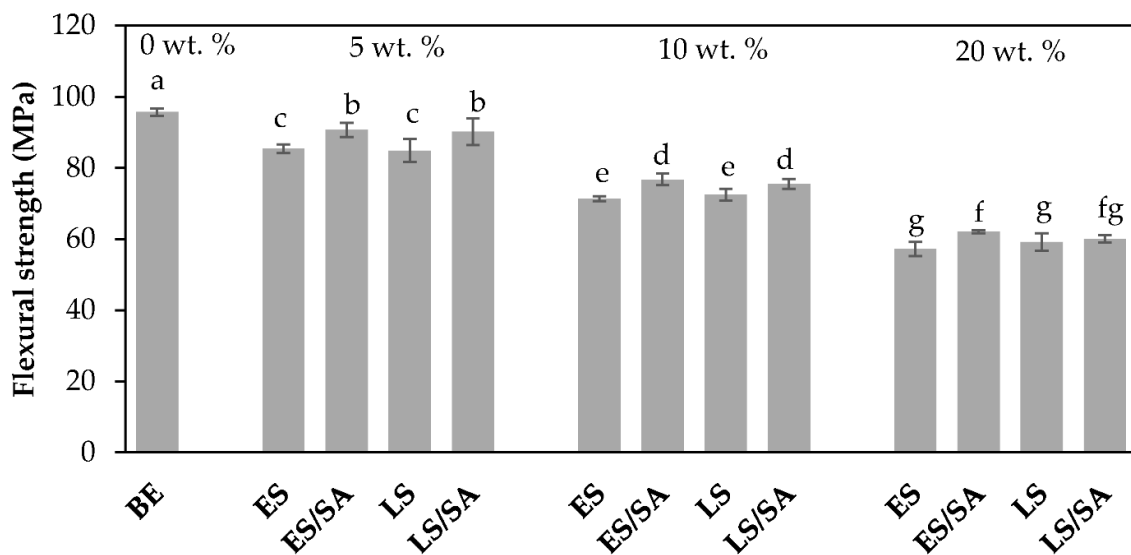 Flexural strength (MPa)
120
100
80
60
40
20
0
0 wt. %
5 wt. %
10 wt. %
20 wt. %
a
c
b
c
b
e
d
e
d
g
f
g
fg
BE
ES
ES/SA
LS
LS/SA
ES
ES/SA
LS
LS/SA
ES
ES/SA
LS
LS/SA